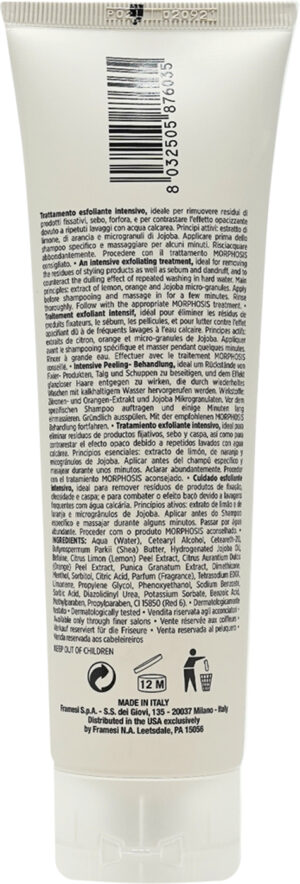 020921
8 032505 876035
Trattamento esfoliante intensivo, ideale per rimuovere residui di
prodotti fissativi, sebo, forfora, e per contrastare l'effetto opacizzante
dovuto a ripetuti lavaggi con acqua calcarea. Principi attivi: estratto di
limone, di arancia e microgranuli di Jojoba. Applicare prima dello
shampoo specifico e massaggiare per alcuni minuti. Risciacquare
abbondantemente. Procedere con il trattamento MORPHOSIS
consigliato. • An intensive exfoliating treatment, ideal for removing
the residues of styling products as well as sebum and dandruff, and to
counteract the dulling effect of repeated washing in hard water. Main
principles: extract of lemon, orange and Jojoba micro-granules. Apply
before shampooing and massage in for a few minutes. Rinse
thoroughly. Follow with the appropriate MORPHOSIS treatment. •
Traitement exfoliant intensif, idéal pour éliminer les résidus de
produits fixateurs, le sébum, les pellicules, et pour lutter contre l'effet
opacifiant dû à de fréquents lavages à l'eau calcaire. Principes actifs:
extraits de citron, orange et micro-granules de Jojoba. Appliquer
avant le shampooing spécifique et masser pendant quelques minutes.
Rincer à grande eau. Effectuer avec le traitement MORPHOSIS
conseillé. • Intensive Peeling- Behandlung, ideal um Rückstände von
Fixier- Produkten, Talg und Schuppen zu beseitigen, und dem Effekt
glanzloser Haare entgegen zu wirken, die durch wiederholtes
Waschen mit kalkhaltigem Wasser hervorgerufen werden. Wirkstoffe:
Zitronen- und Orangen-Extrakt und Jojoba Mikrogranulaten. Vor dem
spezifischen Shampoo auftragen und einige Minuten lang
einmassieren. Gründlich ausspülen. Mit der empfohlenen MORPHOSIS
Behandlung fortfahren. • Tratamiento exfoliante intensivo, ideal para
eliminar residuos de productos fijativos, sebo y caspa, así como para
contrarrestar el efecto opaco debido a repetidos lavados con agua
calcárea. Principios esenciales: extracto de limón, de naranja y
microgránulos de Jojoba. Aplicar antes del champú específico y
masajear durante unos minutos. Aclarar abundantemente. Proceder
con el tratamiento MORPHOSIS aconsejado. • Cuidado esfoliante
intensivo, ideal para remover residuos de produtos de fixação,
oleosidade e caspa; e para combater o efeito baço devido a lavagens
frequentes com água calcária. Princípios ativos: extrato de limão e de
laranja e microgrânulos de Jojoba. Aplicar antes do Shampoo
específico e massajar durante alguns minutos. Passar por água
abundante. Proceder com o produto MORPHOSIS aconselhado. •
INGREDIENTS: Aqua (Water), Cetearyl Alcohol, Ceteareth-20,
Butyrospermum Parkii (Shea) Butter, Hydrogenated Jojoba Oil,
Betaine, Citrus Limon (Lemon) Peel Extract, Citrus Aurantium Dulcis
(Orange) Peel Extract, Punica Granatum Extract, Dimethicone,
Menthol, Sorbitol, Citric Acid, Parfum (Fragrance), Tetrasodium EDTA,
Limonene, Propylene Glycol, Phenoxyethanol, Sodium Benzoate,
Sorbic Acid, Diazolidinyl Urea, Potassium Sorbate, Benzoic Acid,
Methylparaben, Propylparaben, CI 15850 (Red 6). • Dermatologicamente
testato • Dermatologically tested • Vendita riservata agli acconciatori •
Available only through finer salons • Vente réservée aux coiffeurs •
Verkauf reserviert für die Friseure • Venta reservada al peluquero •
Venda reservada aos cabeleireiros
KEEP OUT OF CHILDREN
12 M
MADE IN ITALY
Framesi S.p.A. - S.S. dei Giovi, 135 - 20037 Milano - Italy
Distributed in the USA exclusively
by Framesi N.A. Leetsdale, PA 15056